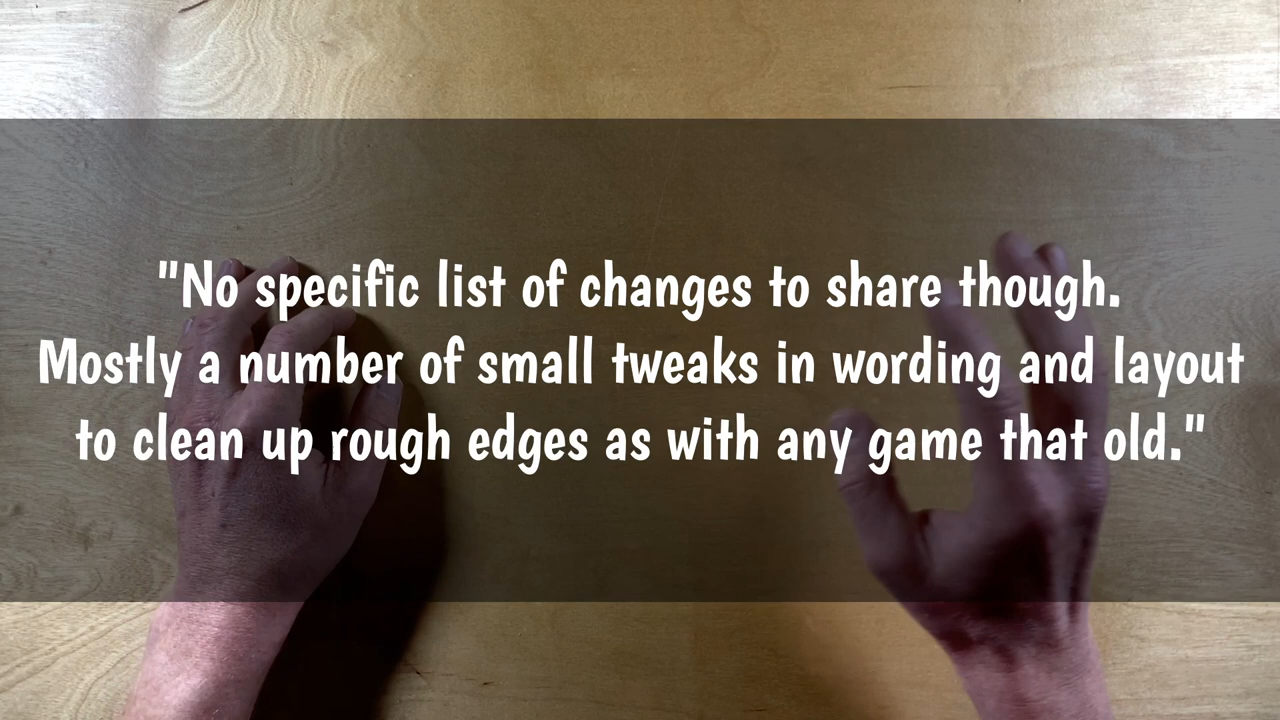 "No specific list of changes to share though.
Mostly a number of small tweaks in wording and layout
to clean up rough edges as with any game that old."